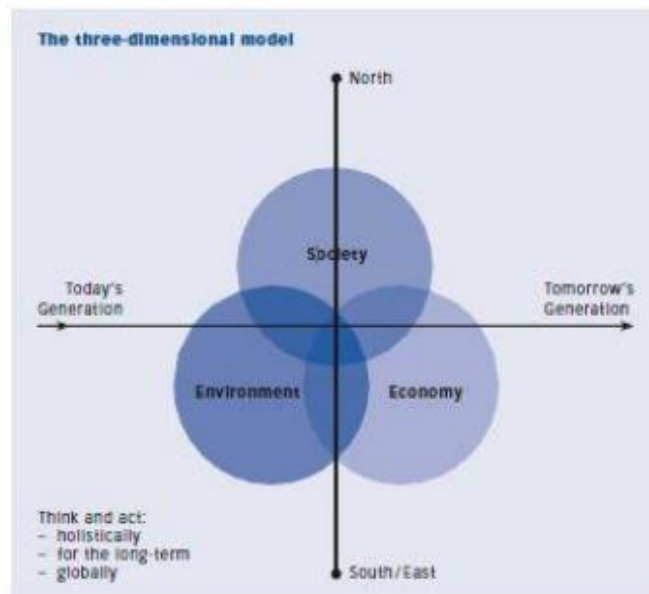 The three-dimensional model
North
Society
Today's
Generation
Tomorrow's
Generation
Environment
Economy
Think and act:
– holistically
– for the long-term
– globally
South/East